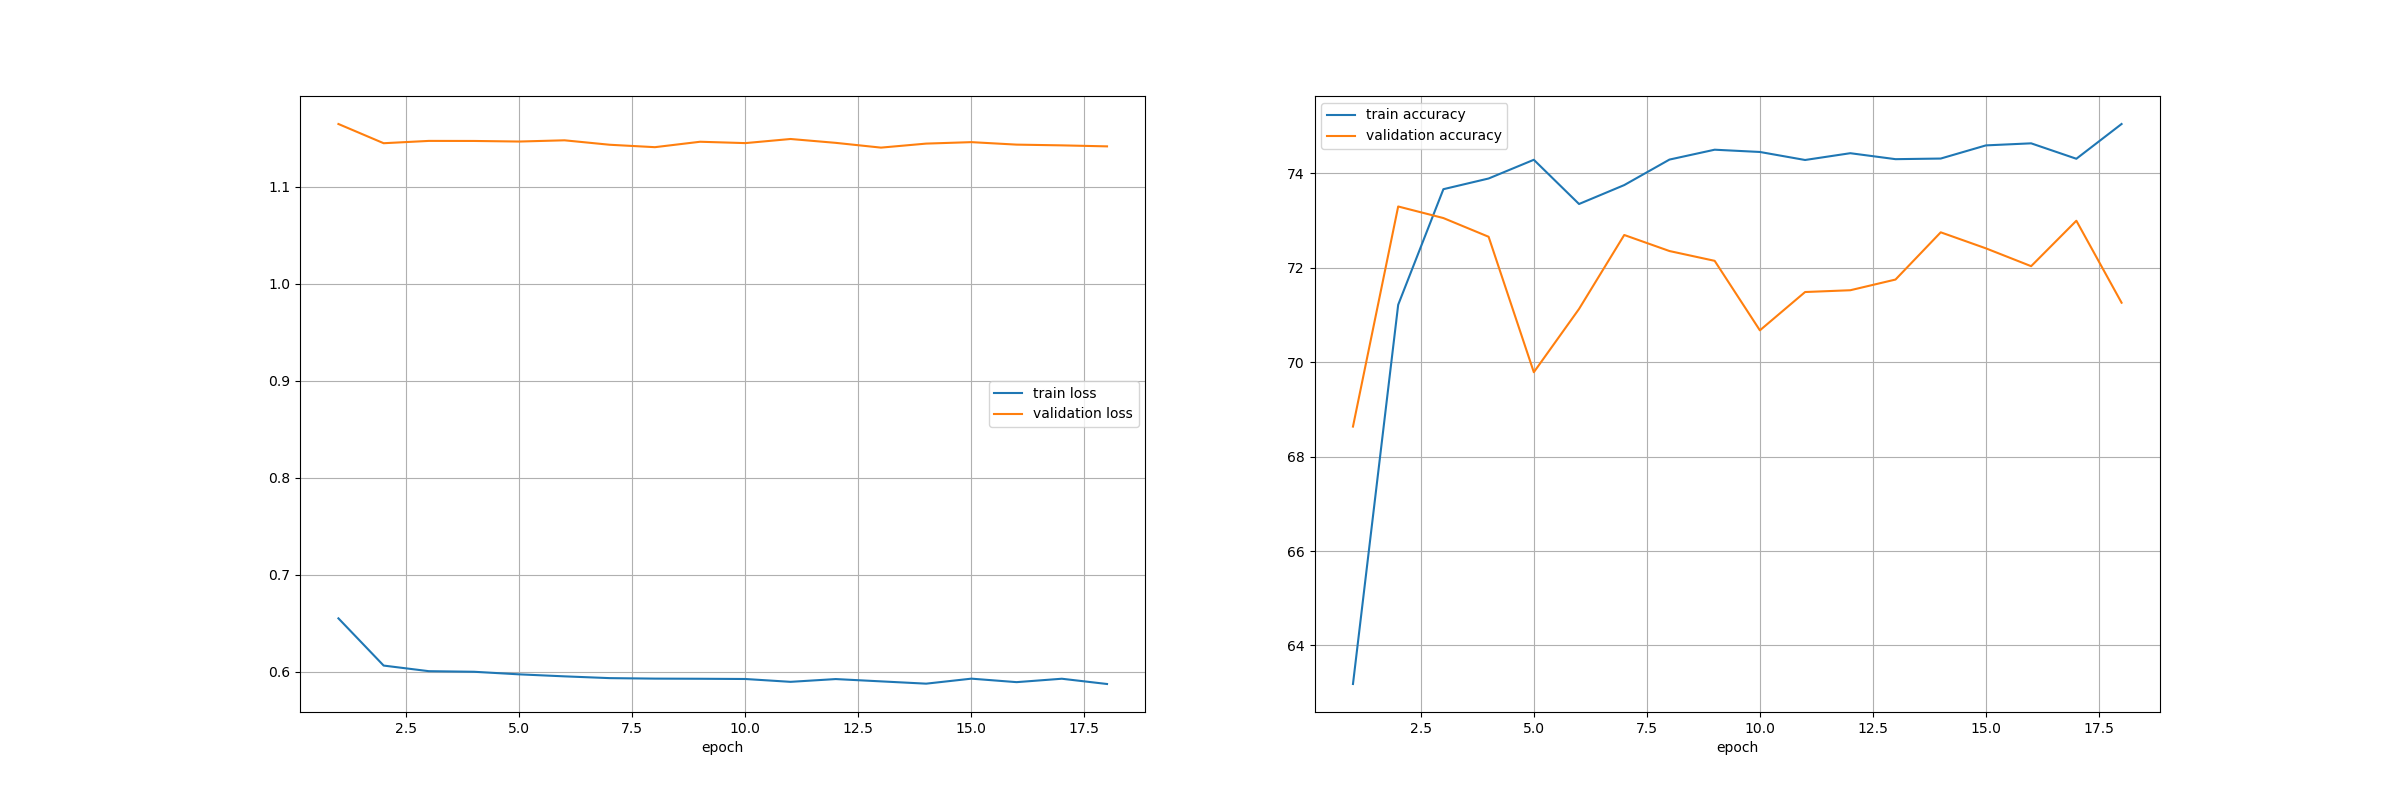 1.1
1.0
0.9
0.8
0.7
0.6
2.5 5.0 7.5 10.0 12.5 15.0 17.5
epoch
train loss
validation loss
train accuracy
validation accuracy
74
72
70
68
66
64
2.5 5.0 7.5 10.0 12.5 15.0 17.5
epoch